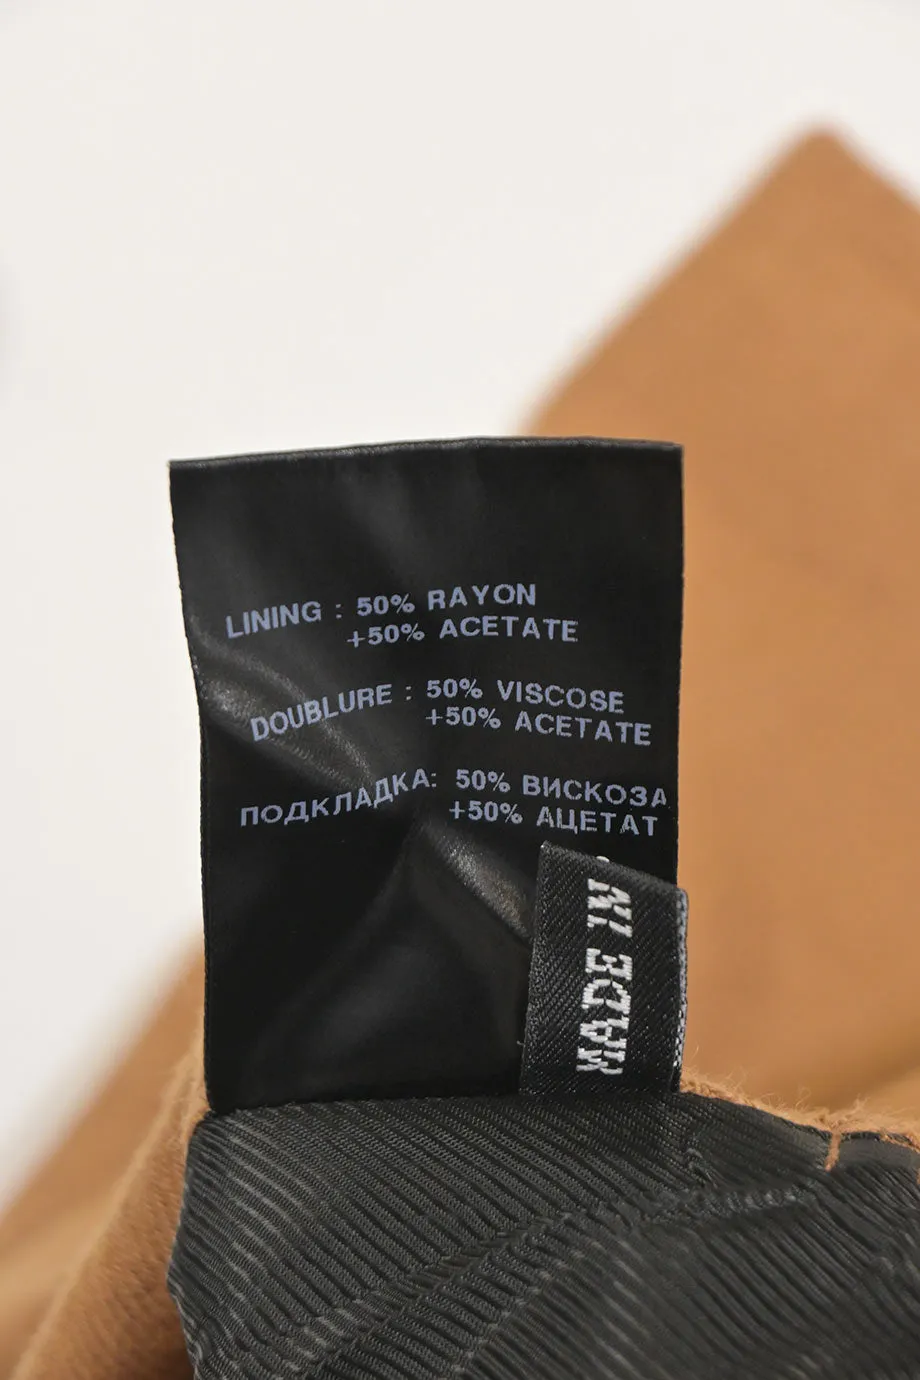 LINING : 50% RAYON
+50% ACETATE
DOUBLURE : 50% VISCOSE
+50% ACETATE
ПОДКЛАДКА: 50% ВИСКОЗА
+50% АЦЕТАТ
MADE IN